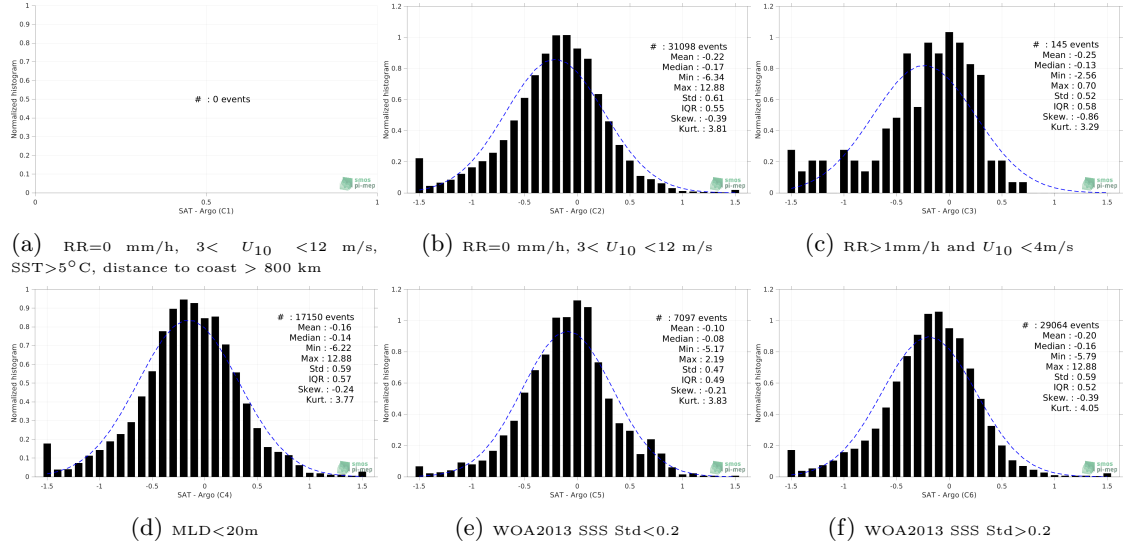 Normalized histogram
1
0.9
0.8
0.7
0.6
0.5
0.4
0.3
0.2
0.1
0
# : 0 events
0 0.5 1
SAT - Argo (C1)
smos
pi-mep
(a) RR=0 mm/h, 3< U10 <12 m/s,
SST>5°C, distance to coast > 800 km
Normalized histogram
1.2
1
0.8
0.6
0.4
0.2
0
# : 31098 events
Mean : -0.22
Median : -0.17
Min : -6.34
Max : 12.88
Std : 0.61
IQR : 0.55
Skew. : -0.39
Kurt. : 3.81
-1.5 -1 -0.5 0 0.5 1 1.5
SAT - Argo (C2)
smos
pi-mep
(b) RR=0 mm/h, 3< U10 <12 m/s
Normalized histogram
1.2
1
0.8
0.6
0.4
0.2
0
# : 145 events
Mean : -0.25
Median : -0.13
Min : -2.56
Max : 0.70
Std : 0.52
IQR : 0.58
Skew. : -0.86
Kurt. : 3.29
-1.5 -1 -0.5 0 0.5 1 1.5
SAT - Argo (C3)
smos
pi-mep
(c) RR>1mm/h and U10 <4m/s
Normalized histogram
1
0.9
0.8
0.7
0.6
0.5
0.4
0.3
0.2
0.1
0
# : 17150 events
Mean : -0.16
Median : -0.14
Min : -6.22
Max : 12.88
Std : 0.59
IQR : 0.57
Skew. : -0.24
Kurt. : 3.77
-1.5 -1 -0.5 0 0.5 1 1.5
SAT - Argo (C4)
smos
pi-mep
(d) MLD<20m
Normalized histogram
1.2
1
0.8
0.6
0.4
0.2
0
# : 7097 events
Mean : -0.10
Median : -0.08
Min : -5.17
Max : 2.19
Std : 0.47
IQR : 0.49
Skew. : -0.21
Kurt. : 3.83
-1.5 -1 -0.5 0 0.5 1 1.5
SAT - Argo (C5)
smos
pi-mep
(e) WOA2013 SSS Std<0.2
Normalized histogram
1.2
1
0.8
0.6
0.4
0.2
0
# : 29064 events
Mean : -0.20
Median : -0.16
Min : -5.79
Max : 12.88
Std : 0.59
IQR : 0.52
Skew. : -0.39
Kurt. : 4.05
-1.5 -1 -0.5 0 0.5 1 1.5
SAT - Argo (C6)
smos
pi-mep
(f) WOA2013 SSS Std>0.2